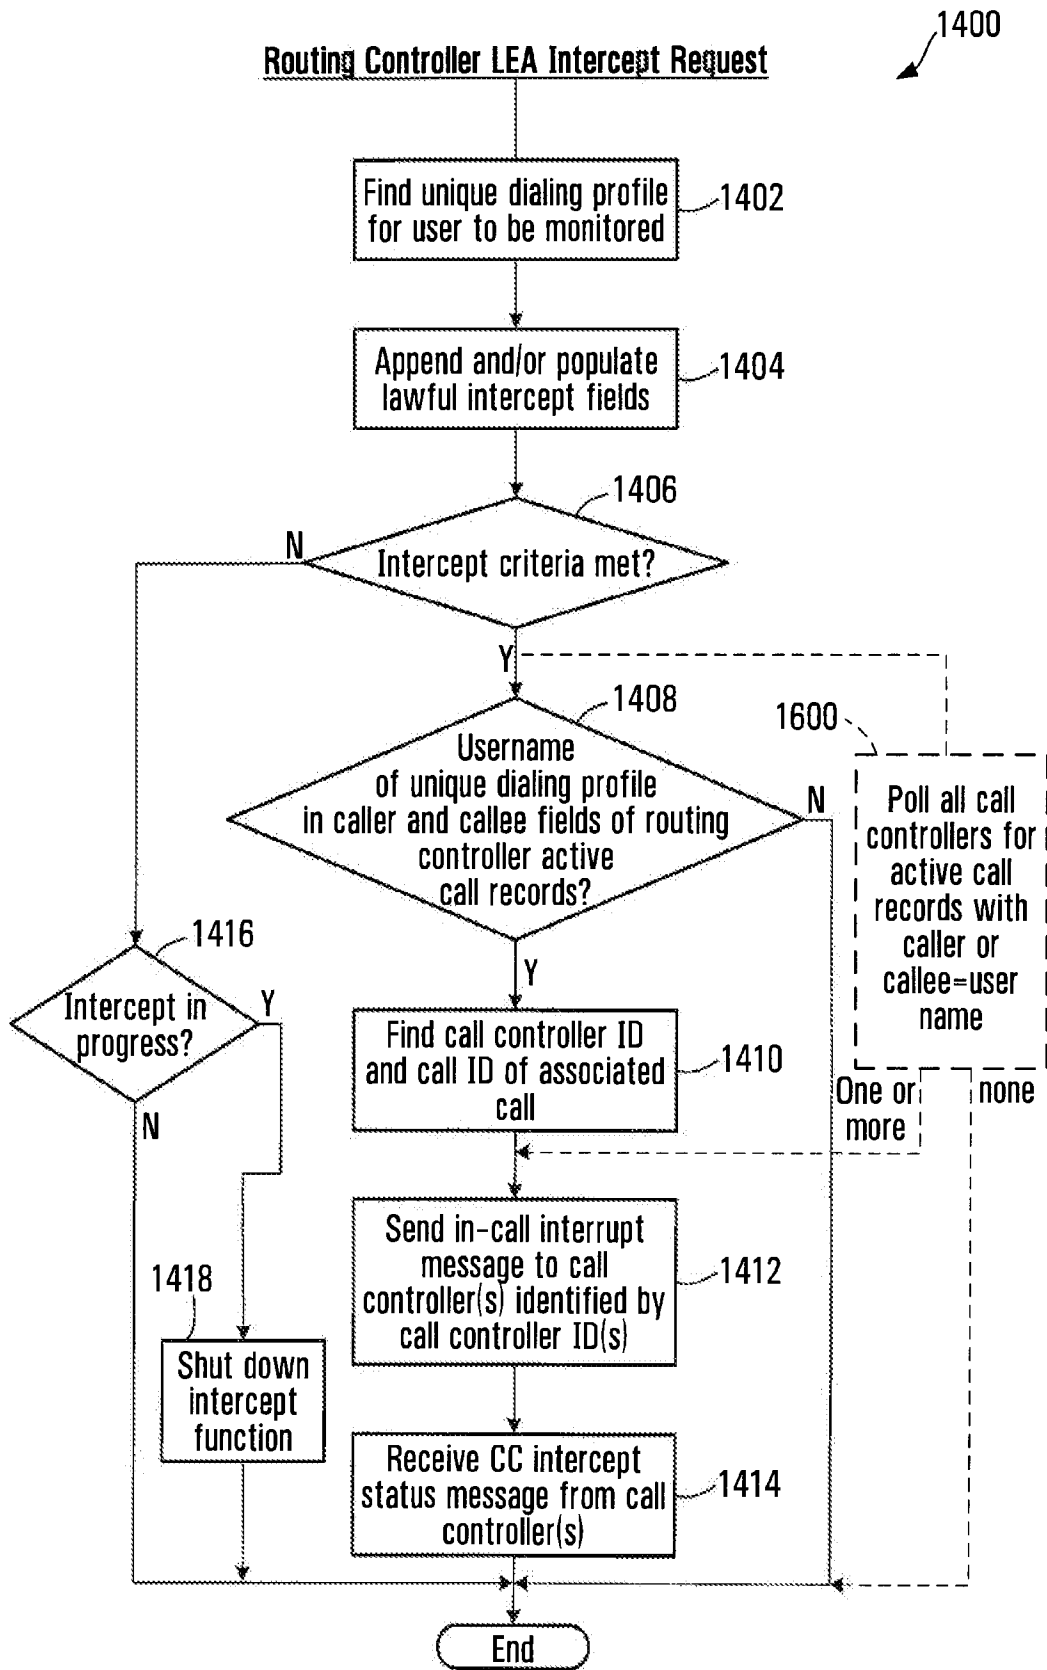 1400
Routing Controller LEA Intercept Request
Find unique dialing profile
for user to be monitored
1402
Append and/or populate
lawful intercept fields
1404
1406
Intercept criteria met?
N
Y
1408
Username
of unique dialing profile
in caller and callee fields of routing
controller active
call records?
N
1600
Poll all call
controllers for
active call
records with
caller or
callee=user
name
One or
more
none
Y
1416
Intercept in
progress?
Y
N
Find call controller ID
and call ID of associated
call
1410
Send in-call interrupt
message to call
controller(s) identified by
call controller ID(s)
1412
1418
Shut down
intercept
function
Receive CC intercept
status message from call
controller(s)
1414
End